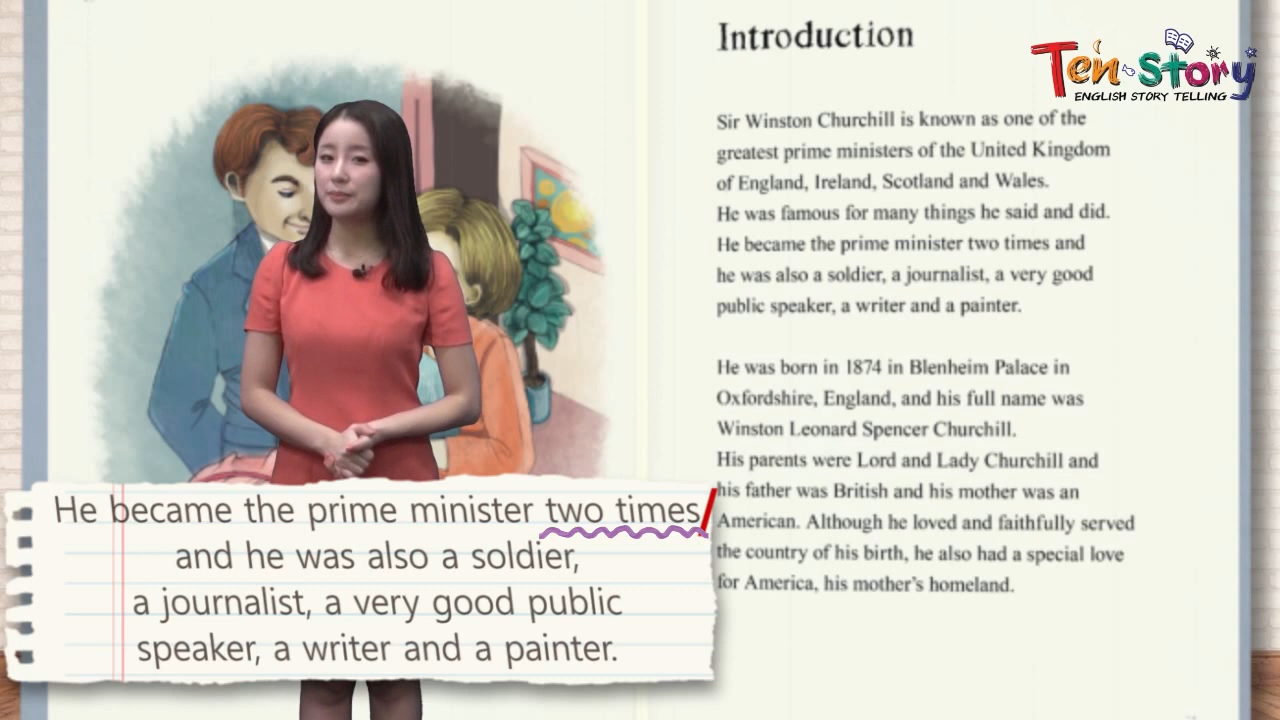 Introduction
Ten Story
ENGLISH STORY TELLING
Sir Winston Churchill is known as one of the
greatest prime ministers of the United Kingdom
of England, Ireland, Scotland and Wales.
He was famous for many things he said and did.
He became the prime minister two times and
he was also a soldier, a journalist, a very good
public speaker, a writer and a painter.
He was born in 1874 in Blenheim Palace in
Oxfordshire, England, and his full name was
Winston Leonard Spencer Churchill.
His parents were Lord and Lady Churchill and
his father was British and his mother was an
American. Although he loved and faithfully served
the country of his birth, he also had a special love
for America, his mother's homeland.
He became the prime minister two times
and he was also a soldier,
a journalist, a very good public
speaker, a writer and a painter.